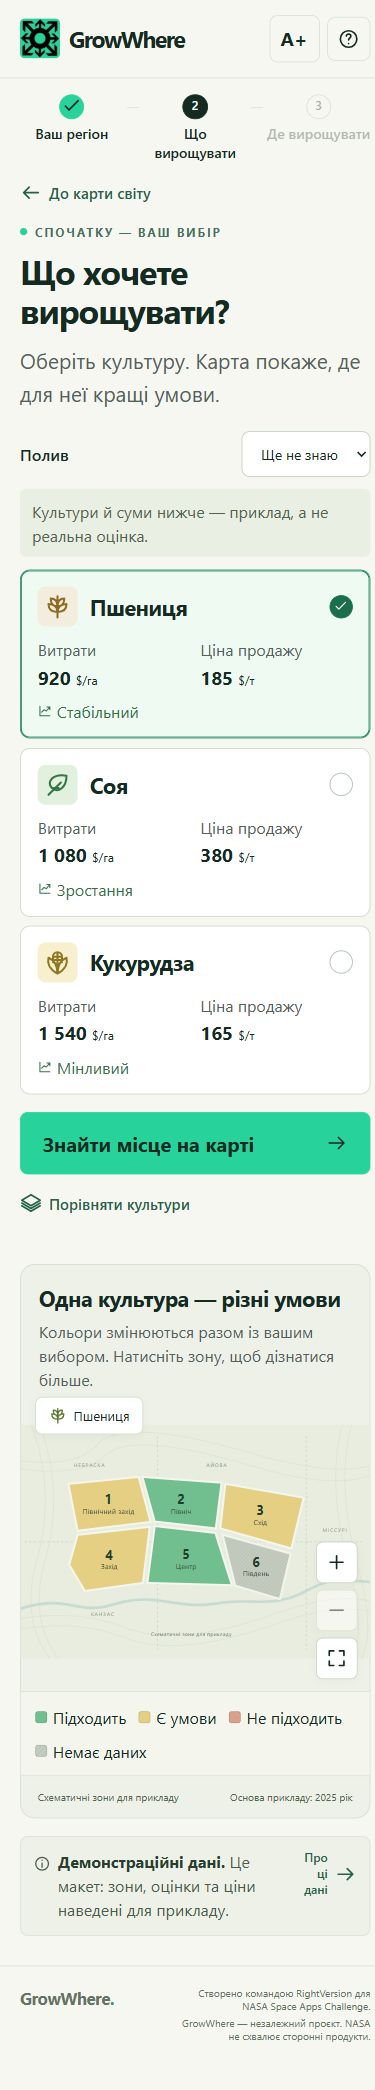 GrowWhere
A+
Ваш регіон
2
Що
вирощувати
3
Де вирощувати
До карти світу
СПОЧАТКУ — ВАШ ВИБІР
Що хочете
вирощувати?
Оберіть культуру. Карта покаже, де
для неї кращі умови.
Полив
Ще не знаю
Культури й суми нижче — приклад, а не
реальна оцінка.
Пшениця
Витрати
Ціна продажу
920 $/га
185 $/т
Стабільний
Соя
Витрати
Ціна продажу
1 080 $/га
380 $/т
Зростання
Кукурудза
Витрати
Ціна продажу
1 540 $/га
165 $/т
Мінливий
Знайти місце на карті
Порівняти культури
Одна культура — різні умови
Кольори змінюються разом із вашим
вибором. Натисніть зону, щоб дізнатися
більше.
Пшениця
НЕБРАСКА
АЙОВА
1
Північний захід
2
Північ
3
Схід
МІССУРІ
4
Захід
5
Центр
6
Південь
КАНЗАС
Схематичні зони для прикладу
Підходить
Є умови
Не підходить
Немає даних
Схематичні зони для прикладу
Основа прикладу: 2025 рік
Демонстраційні дані. Це
макет: зони, оцінки та ціни
наведені для прикладу.
Про
ці
дані
GrowWhere.
Створено командою RightVersion для
NASA Space Apps Challenge.
GrowWhere — незалежний проєкт. NASA
не схвалює сторонні продукти.